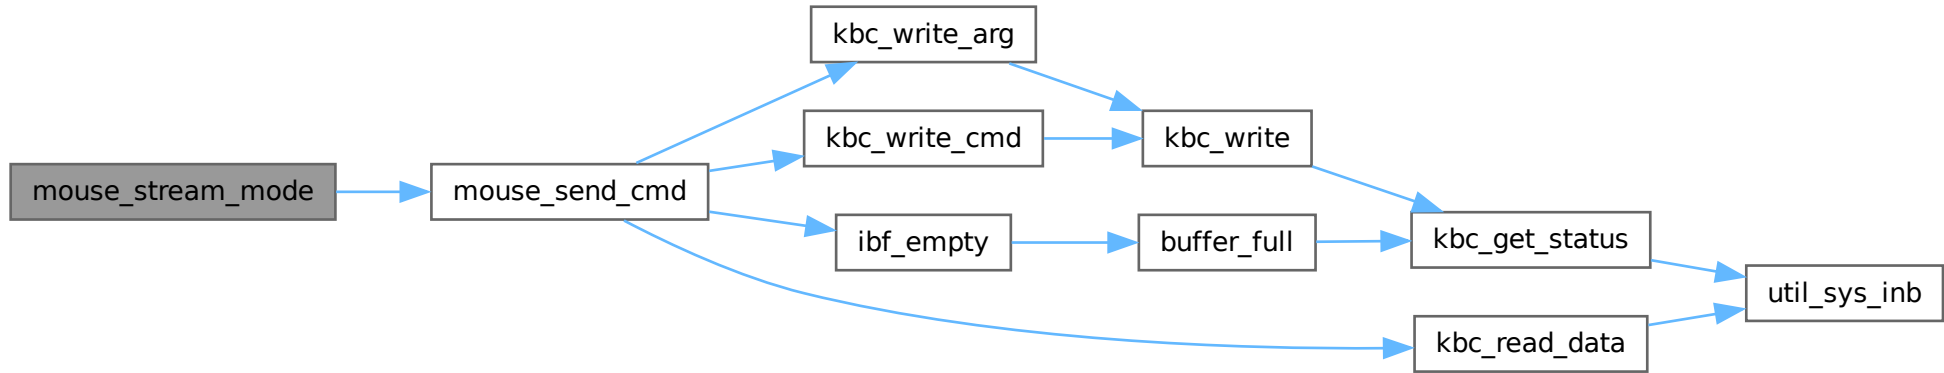 mouse_stream_mode
mouse_send_cmd
kbc_write_arg
kbc_write_cmd
ibf_empty
kbc_write
buffer_full
kbc_get_status
kbc_read_data
util_sys_inb